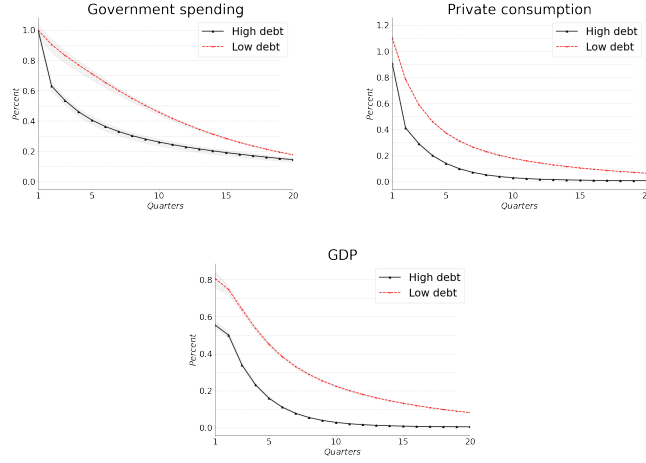 Government spending
High debt
Low debt
1.0
0.8
0.6
0.4
0.2
0.0
Percent
1
5
10
15
20
Quarters
Private consumption
High debt
Low debt
1.2
1.0
0.8
0.6
0.4
0.2
0.0
Percent
1
5
10
15
Quarters
GDP
High debt
Low debt
0.8
0.6
0.4
0.2
0.0
Percent
1
5
10
15
20
Quarters